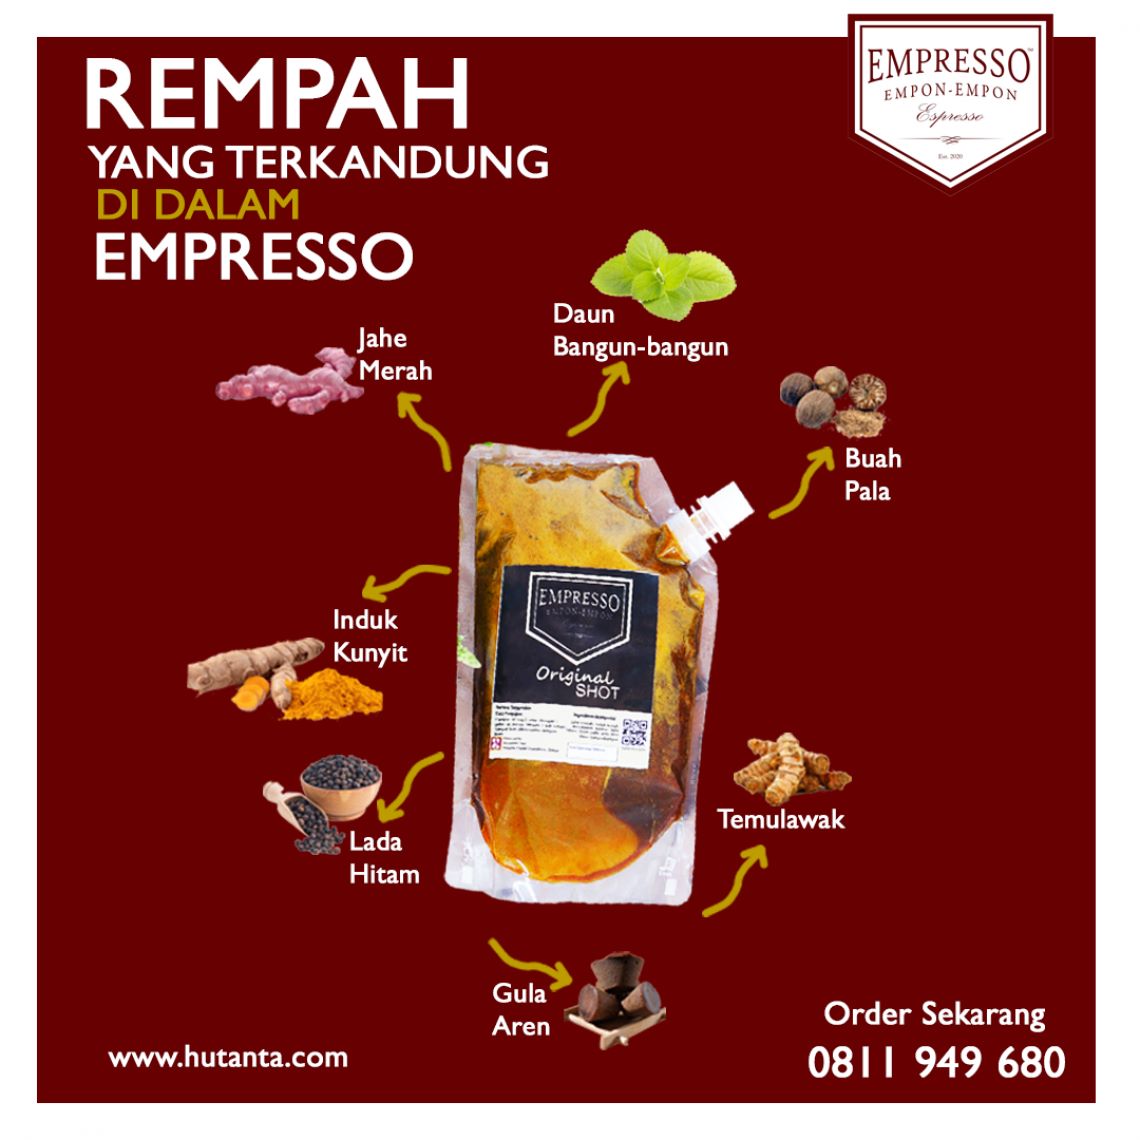 EMPRESSO™
EMPON-EMPON
Espresso
Est. 2020
REMPAH
YANG TERKANDUNG
DI DALAM
EMPRESSO
Daun
Bangun-bangun
Jahe
Merah
Buah
Pala
Induk
Kunyit
EMPRESSO
EMPON-EMPON
Original
SHOT
Temulawak
Lada
Hitam
Gula
Aren
Order Sekarang
0811 949 680
www.hutanta.com